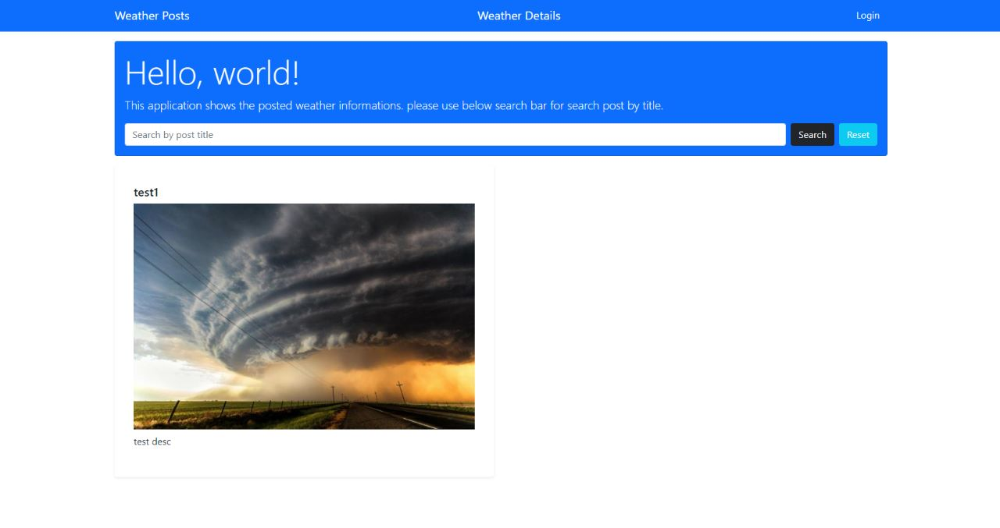 Weather Posts
Weather Details
Login
Hello, world!
This application shows the posted weather informations. please use below search bar for search post by title.
Search by post title
Search
Reset
test1
test desc